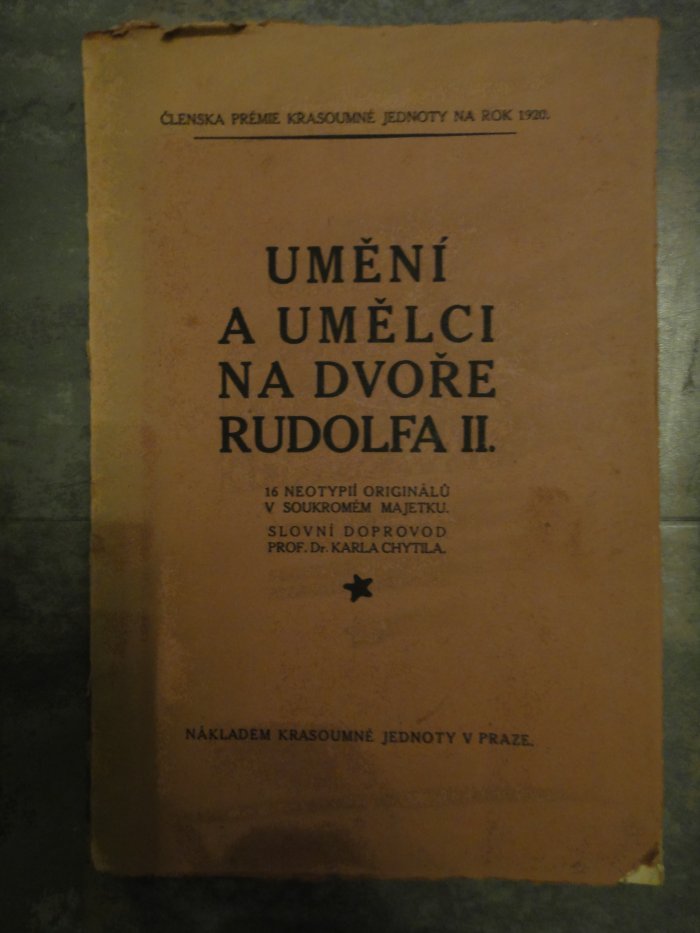 ČLENSKA PRÉMIE KRASOUMNÉ JEDNOTY NA ROK 1920.
UMĚNÍ
A UMĚLCI
NA DVOŘE
RUDOLFA II.
16 NEOTYPIÍ ORIGINÁLŮ
V SOUKROMÉM MAJETKU.
SLOVNÍ DOPROVOD
PROF. Dr. KARLA CHYTILA.
NÁKLADEM KRASOUMNÉ JEDNOTY V PRAZE.